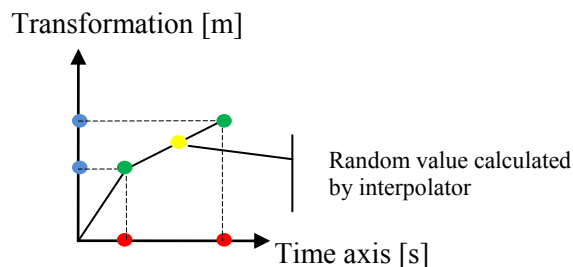 Transformation [m]
Random value calculated
by interpolator
Time axis [s]